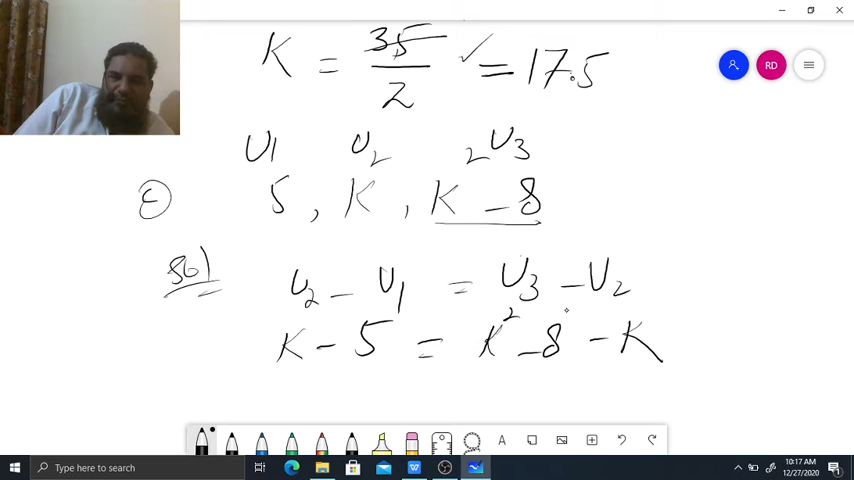 K = 35/2 ✓ = 17.5
RD
U1 U2 U3
c 5, K, K² - 8
Sol) U2 - U1 = U3 - U2
K - 5 = K² - 8 - K
A
Type here to search
10:17 AM
12/27/2020